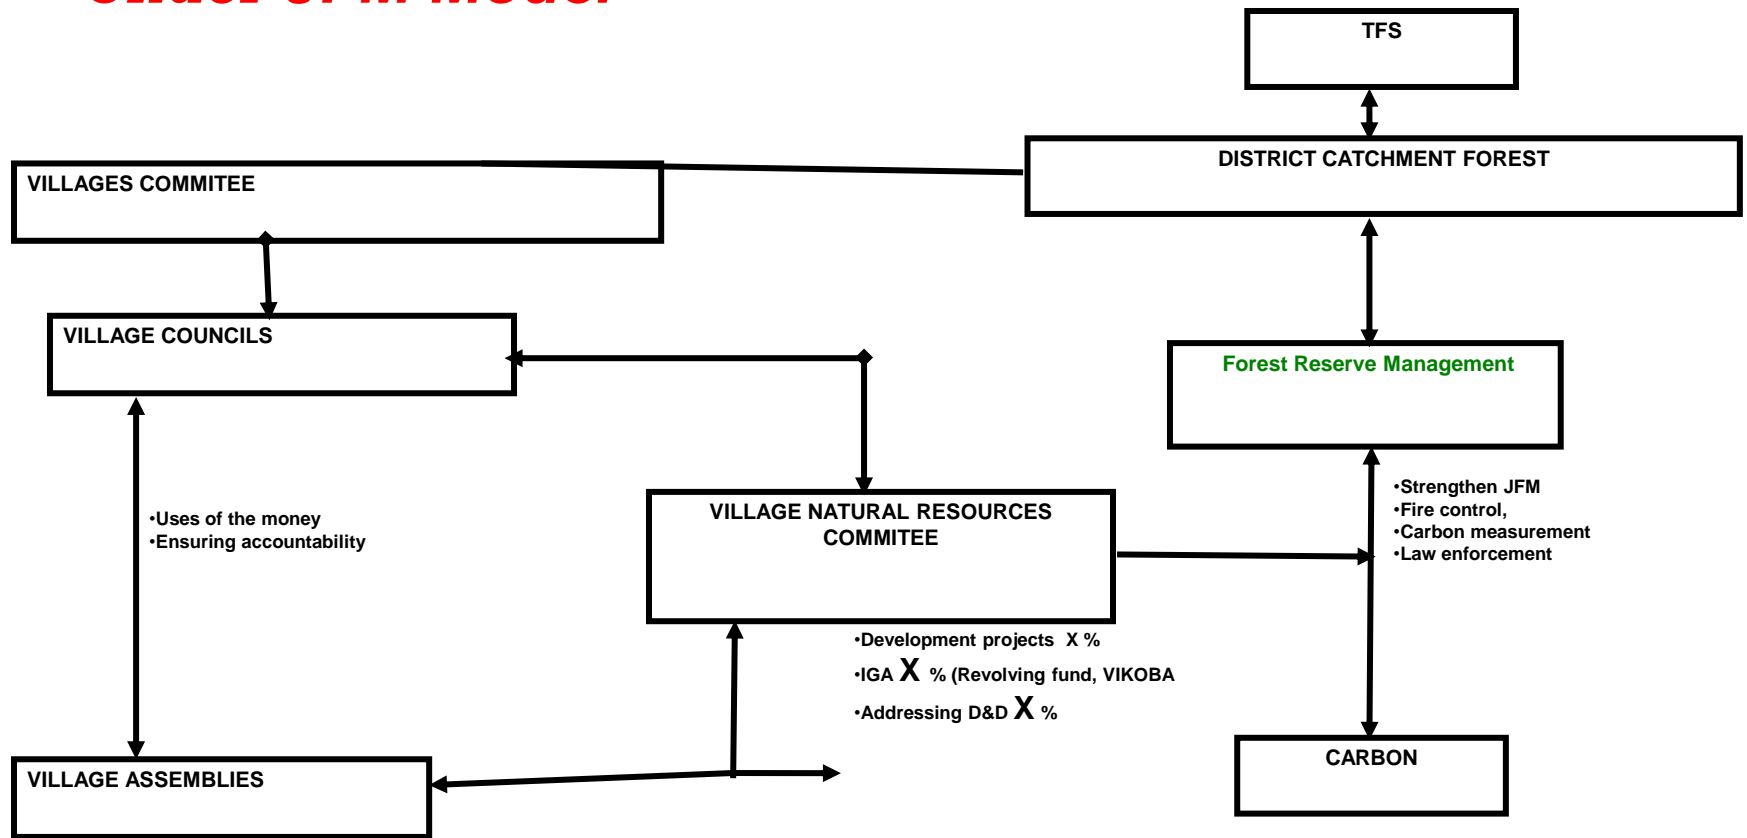 TFS
DISTRICT CATCHMENT FOREST
VILLAGES COMMITEE
VILLAGE COUNCILS
Forest Reserve Management
•Strengthen JFM
•Fire control,
•Carbon measurement
•Law enforcement
VILLAGE NATURAL RESOURCES
COMMITEE
•Uses of the money
•Ensuring accountability
•Development projects X %
•IGA X % (Revolving fund, VIKOBA
•Addressing D&D X %
CARBON
VILLAGE ASSEMBLIES